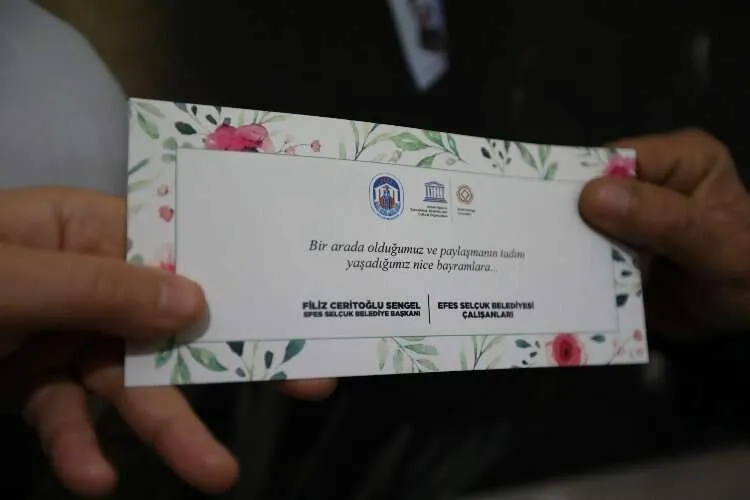 Bir arada olduğumuz ve paylaşmanın tadını
yaşadığımız nice bayramlara...
FİLİZ CERİTOĞLU SENGEL
EFES SELÇUK BELEDİYE BAŞKANI
EFES SELÇUK BELEDİYESİ
ÇALIŞANLARI